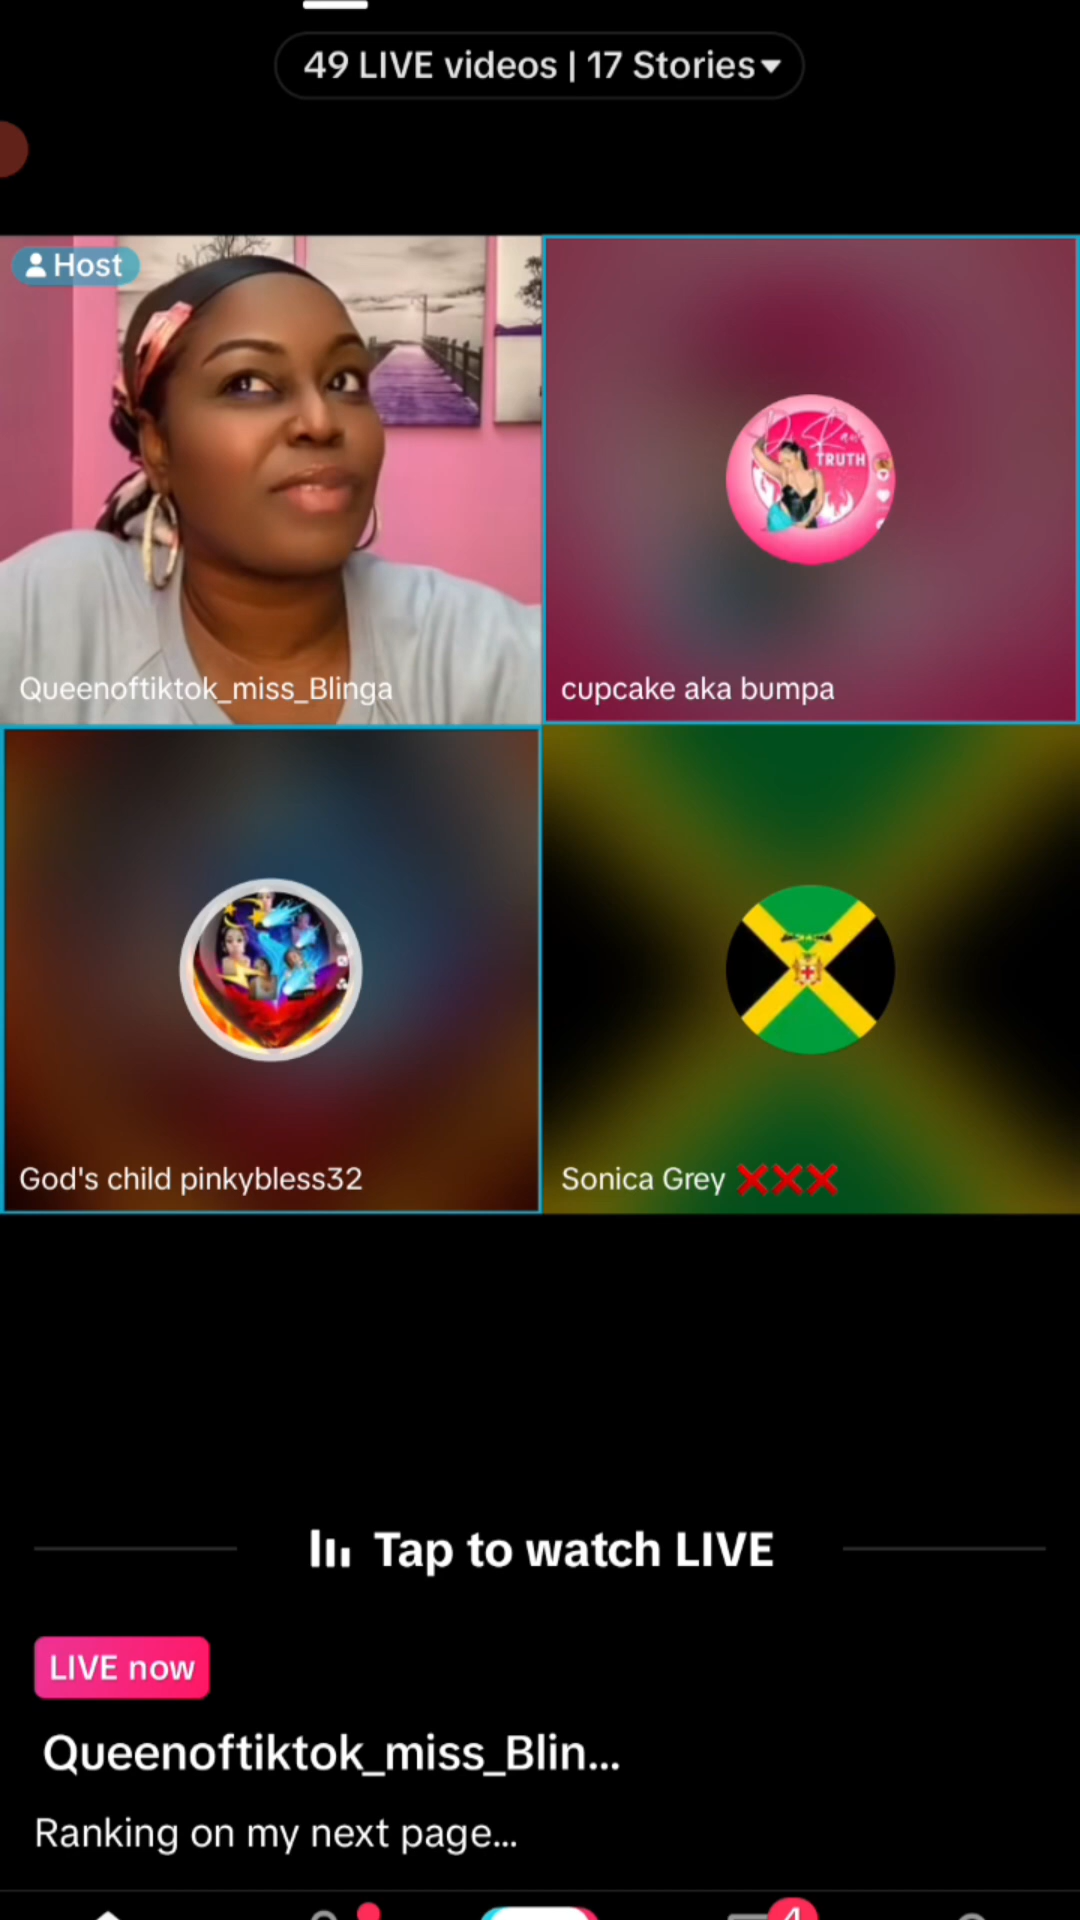 49 LIVE videos | 17 Stories
Host
Queenoftiktok_miss_Blinga
TRUTH
cupcake aka bumpa
God's child pinkybless32
Sonica Grey ❌❌❌
Tap to watch LIVE
LIVE now
Queenoftiktok_miss_Blin...
Ranking on my next page...
4